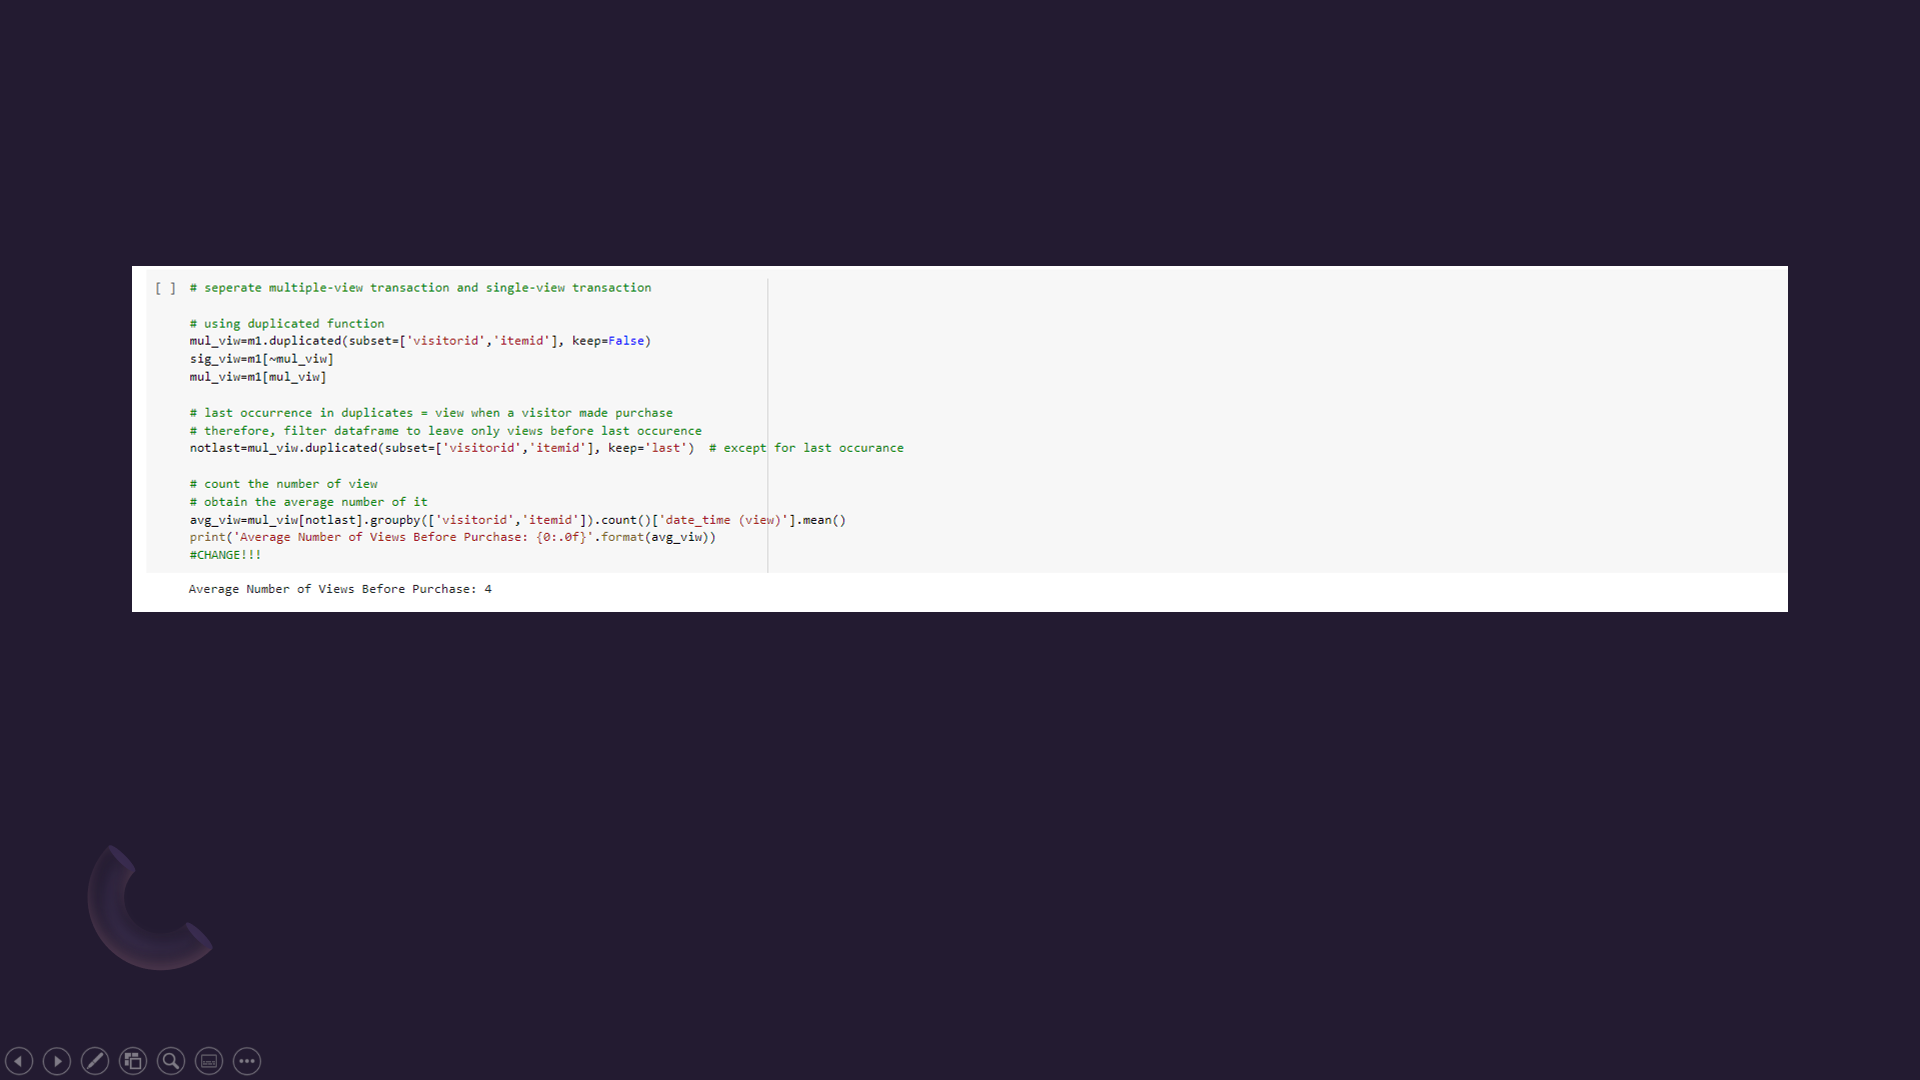 [ ] # seperate multiple-view transaction and single-view transaction
# using duplicated function
mul_viw=m1.duplicated(subset=['visitorid','itemid'], keep=False)
sig_viw=m1[~mul_viw]
mul_viw=m1[mul_viw]
# last occurrence in duplicates = view when a visitor made purchase
# therefore, filter dataframe to leave only views before last occurence
notlast=mul_viw.duplicated(subset=['visitorid','itemid'], keep='last')  # except for last occurance
# count the number of view
# obtain the average number of it
avg_viw=mul_viw[notlast].groupby(['visitorid','itemid']).count()['date_time (view)'].mean()
print('Average Number of Views Before Purchase: {0:.0f}'.format(avg_viw))
#CHANGE!!!
Average Number of Views Before Purchase: 4